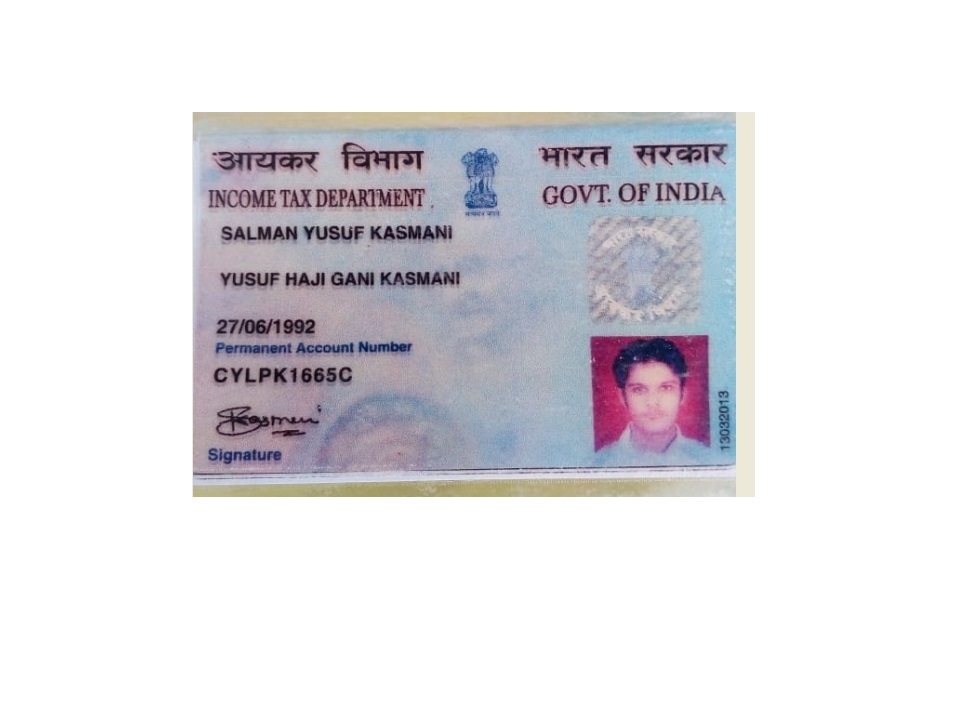 आयकर विभाग
भारत सरकार
INCOME TAX DEPARTMENT
GOVT. OF INDIA
SALMAN YUSUF KASMANI
YUSUF HAJI GANI KASMANI
27/06/1992
Permanent Account Number
CYLPK1665C
Signature
13032013